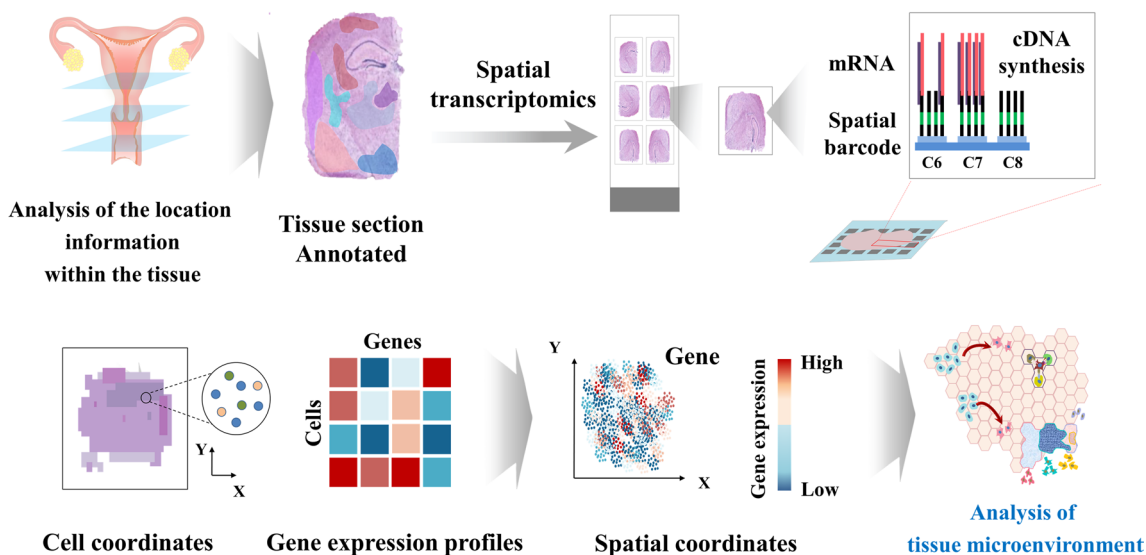 Analysis of the location
information
within the tissue
Tissue section
Annotated
Spatial
transcriptomics
mRNA
Spatial
barcode
cDNA
synthesis
C6 C7 C8
Y
X
Cell coordinates
Genes
Cells
Gene expression profiles
Y
Gene
X
Spatial coordinates
Gene expression
High
Low
Analysis of
tissue microenvironment